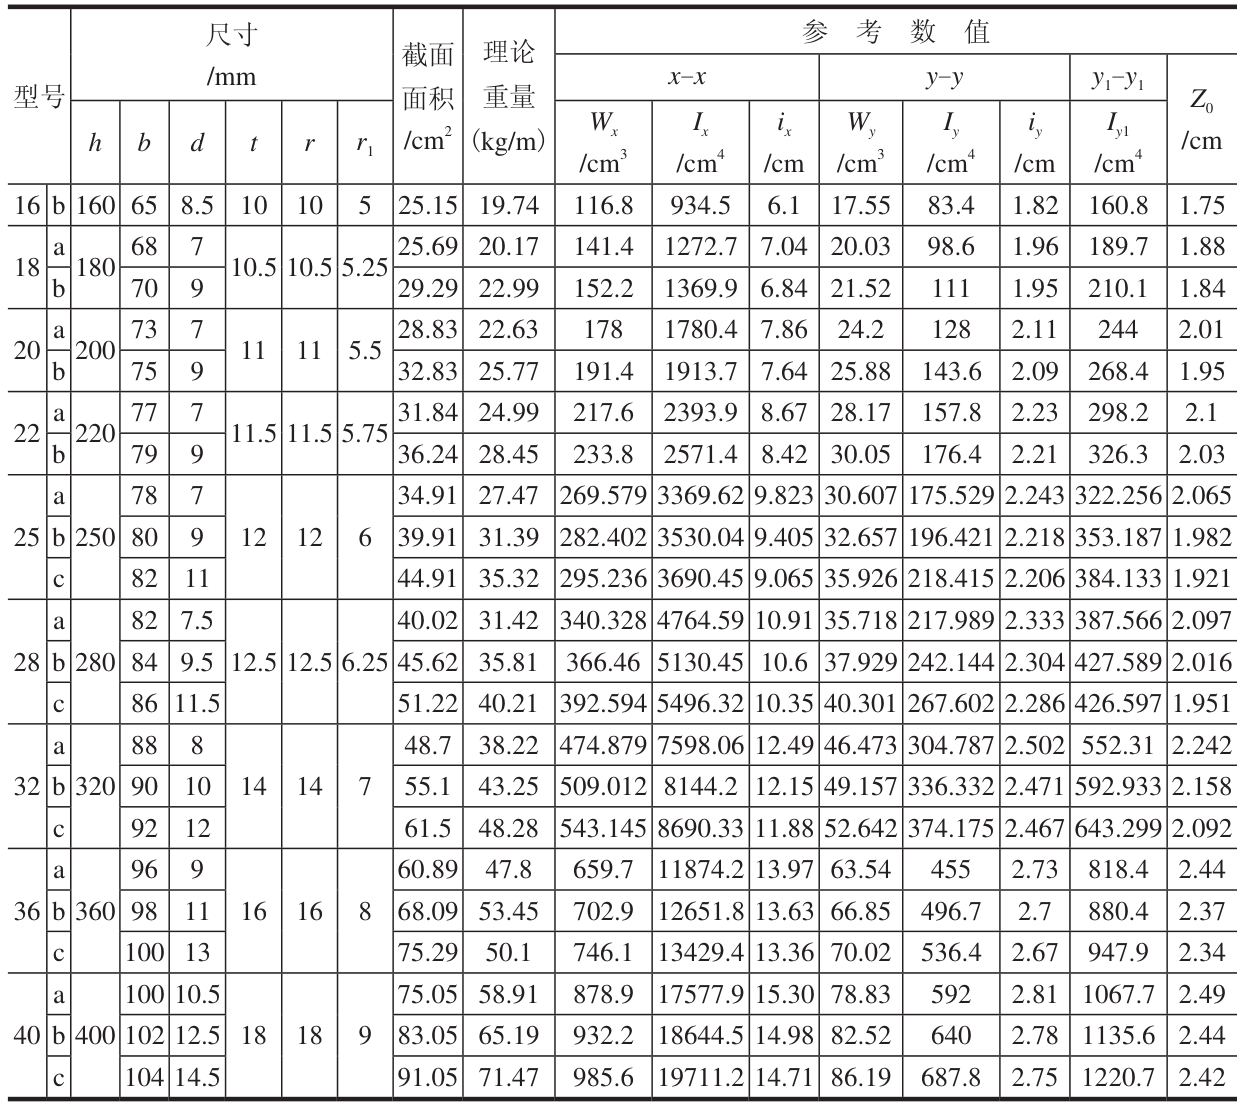 型号 尺寸 /mm 截面面积 /cm² 理论重量 (kg/m) 参考数值
x–x y–y y₁–y₁ Z₀ /cm
h b d t r r₁ Wₓ /cm³ Iₓ /cm⁴ iₓ /cm W_y /cm³ I_y /cm⁴ i_y /cm I_y1 /cm⁴
16 b 160 65 8.5 10 10 5 25.15 19.74 116.8 934.5 6.1 17.55 83.4 1.82 160.8 1.75
18 a 180 68 7 10.5 10.5 5.25 25.69 20.17 141.4 1272.7 7.04 20.03 98.6 1.96 189.7 1.88
b 70 9 29.29 22.99 152.2 1369.9 6.84 21.52 111 1.95 210.1 1.84
20 a 200 73 7 11 11 5.5 28.83 22.63 178 1780.4 7.86 24.2 128 2.11 244 2.01
b 75 9 32.83 25.77 191.4 1913.7 7.64 25.88 143.6 2.09 268.4 1.95
22 a 220 77 7 11.5 11.5 5.75 31.84 24.99 217.6 2393.9 8.67 28.17 157.8 2.23 298.2 2.1
b 79 9 36.24 28.45 233.8 2571.4 8.42 30.05 176.4 2.21 326.3 2.03
25 a 250 78 7 12 12 6 34.91 27.47 269.579 3369.62 9.823 30.607 175.529 2.243 322.256 2.065
b 80 9 39.91 31.39 282.402 3530.04 9.405 32.657 196.421 2.218 353.187 1.982
c 82 11 44.91 35.32 295.236 3690.45 9.065 35.926 218.415 2.206 384.133 1.921
28 a 280 82 7.5 12.5 12.5 6.25 40.02 31.42 340.328 4764.59 10.91 35.718 217.989 2.333 387.566 2.097
b 84 9.5 45.62 35.81 366.46 5130.45 10.6 37.929 242.144 2.304 427.589 2.016
c 86 11.5 51.22 40.21 392.594 5496.32 10.35 40.301 267.602 2.286 426.597 1.951
32 a 320 88 8 14 14 7 48.7 38.22 474.879 7598.06 12.49 46.473 304.787 2.502 552.31 2.242
b 90 10 55.1 43.25 509.012 8144.2 12.15 49.157 336.332 2.471 592.933 2.158
c 92 12 61.5 48.28 543.145 8690.33 11.88 52.642 374.175 2.467 643.299 2.092
36 a 360 96 9 16 16 8 60.89 47.8 659.7 11874.2 13.97 63.54 455 2.73 818.4 2.44
b 98 11 68.09 53.45 702.9 12651.8 13.63 66.85 496.7 2.7 880.4 2.37
c 100 13 75.29 50.1 746.1 13429.4 13.36 70.02 536.4 2.67 947.9 2.34
40 a 400 100 10.5 18 18 9 75.05 58.91 878.9 17577.9 15.30 78.83 592 2.81 1067.7 2.49
b 102 12.5 83.05 65.19 932.2 18644.5 14.98 82.52 640 2.78 1135.6 2.44
c 104 14.5 91.05 71.47 985.6 19711.2 14.71 86.19 687.8 2.75 1220.7 2.42